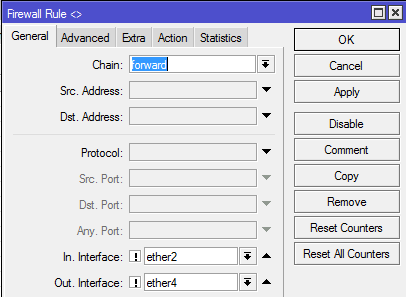 Firewall Rule <>
General Advanced Extra Action Statistics
Chain: forward
Src. Address:
Dst. Address:
Protocol:
Src. Port:
Dst. Port:
Any. Port:
In. Interface: ! ether2
Out. Interface: ! ether4
OK
Cancel
Apply
Disable
Comment
Copy
Remove
Reset Counters
Reset All Counters